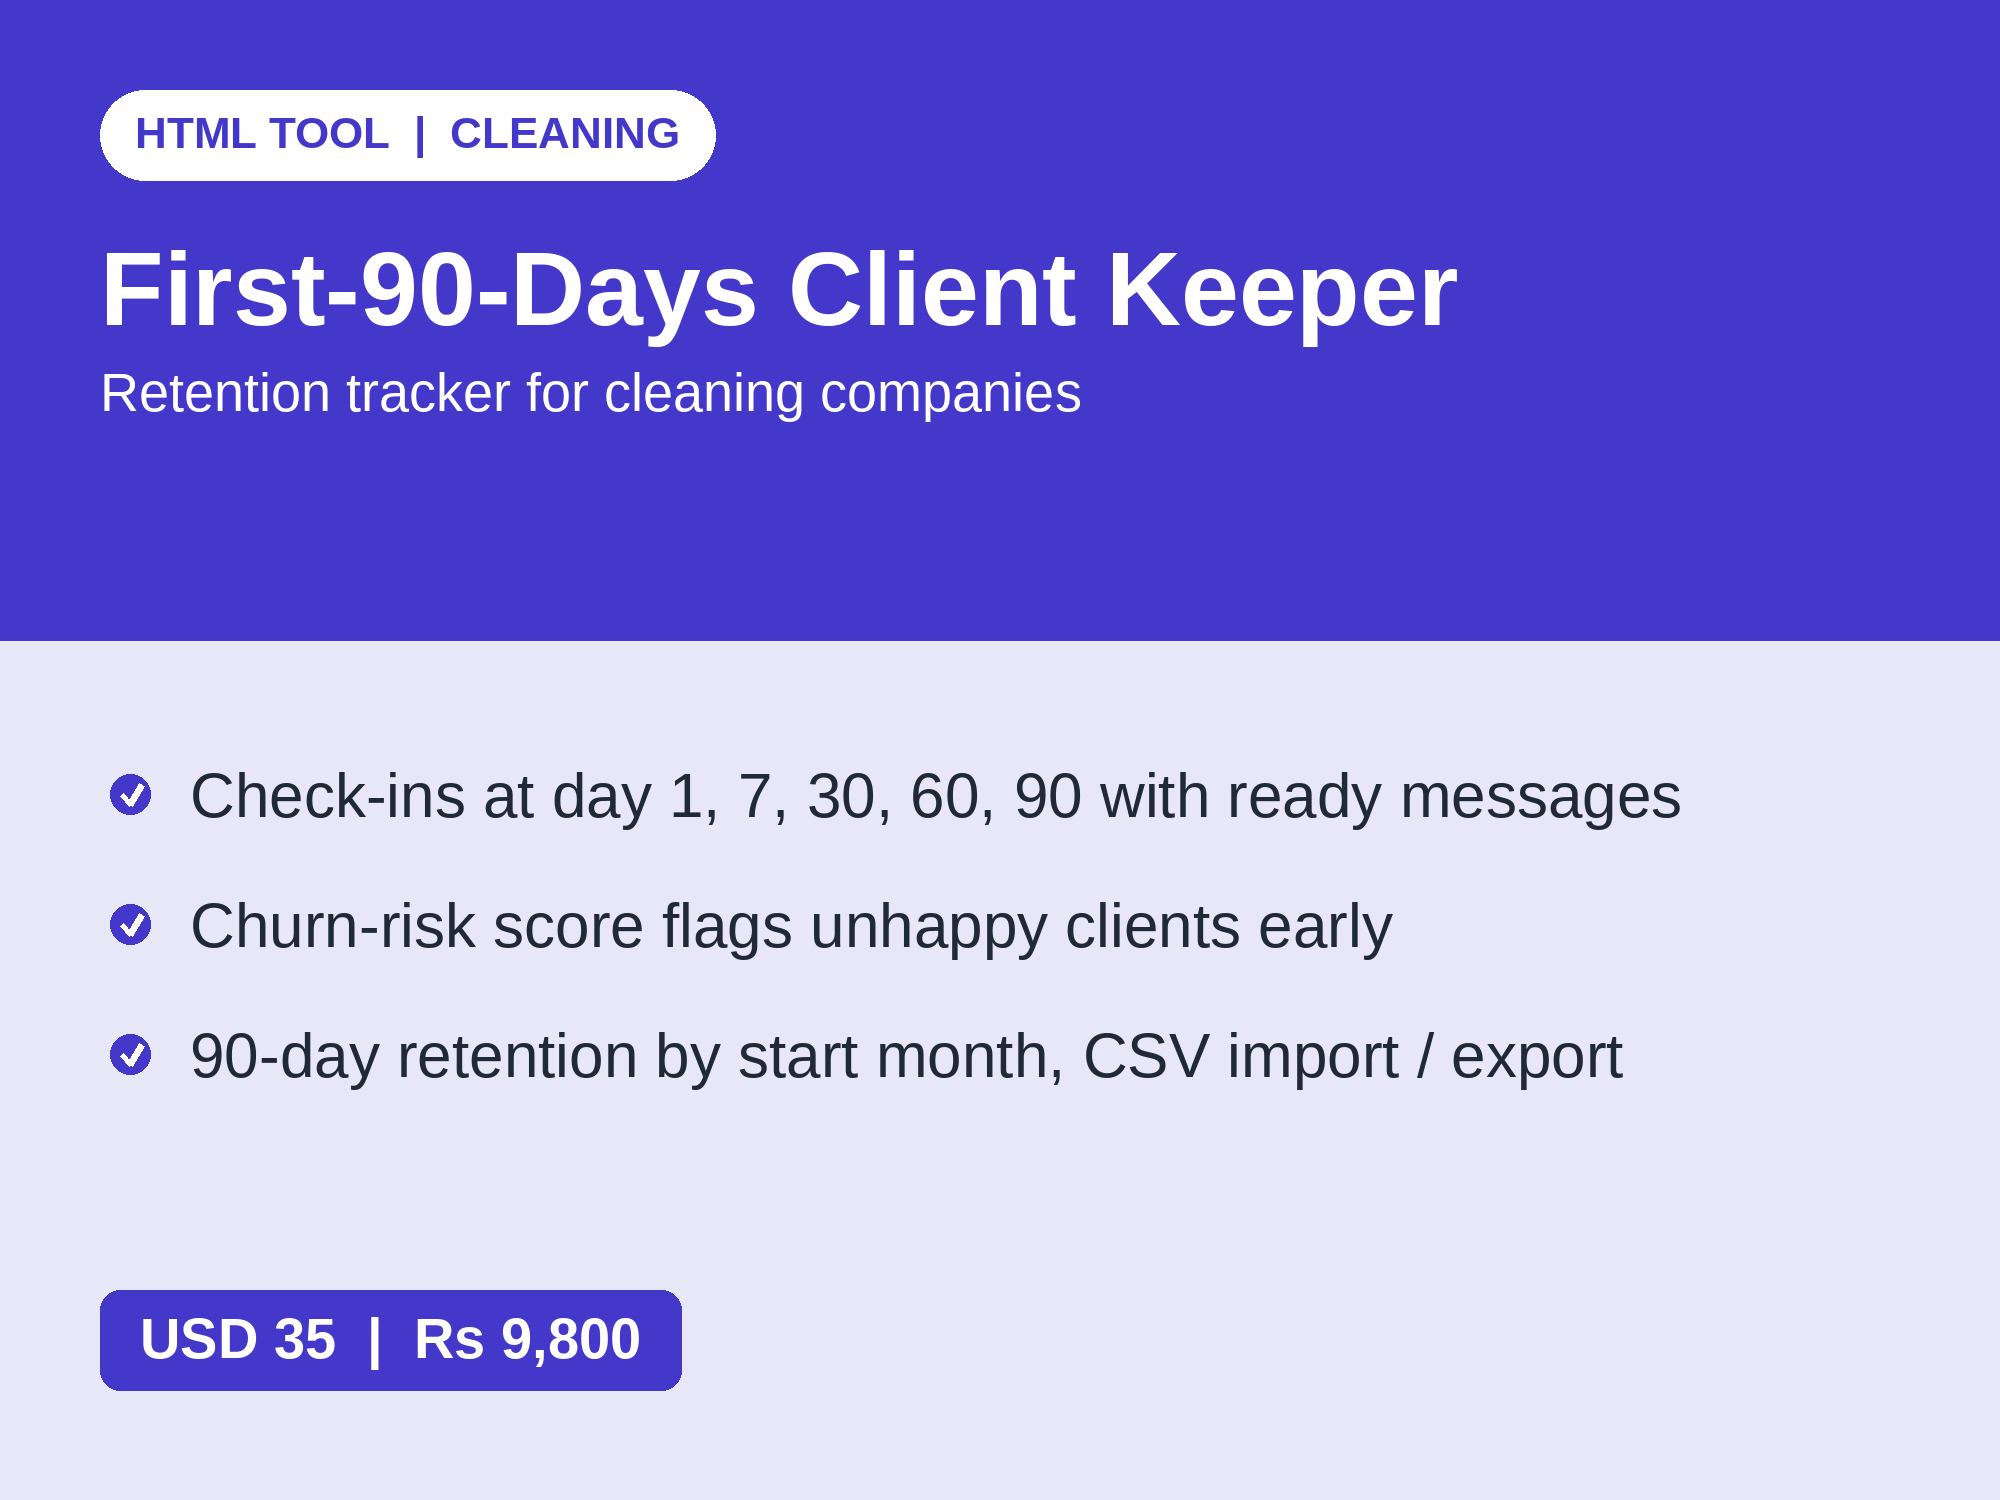 HTML TOOL | CLEANING
First-90-Days Client Keeper
Retention tracker for cleaning companies
Check-ins at day 1, 7, 30, 60, 90 with ready messages
Churn-risk score flags unhappy clients early
90-day retention by start month, CSV import / export
USD 35 | Rs 9,800